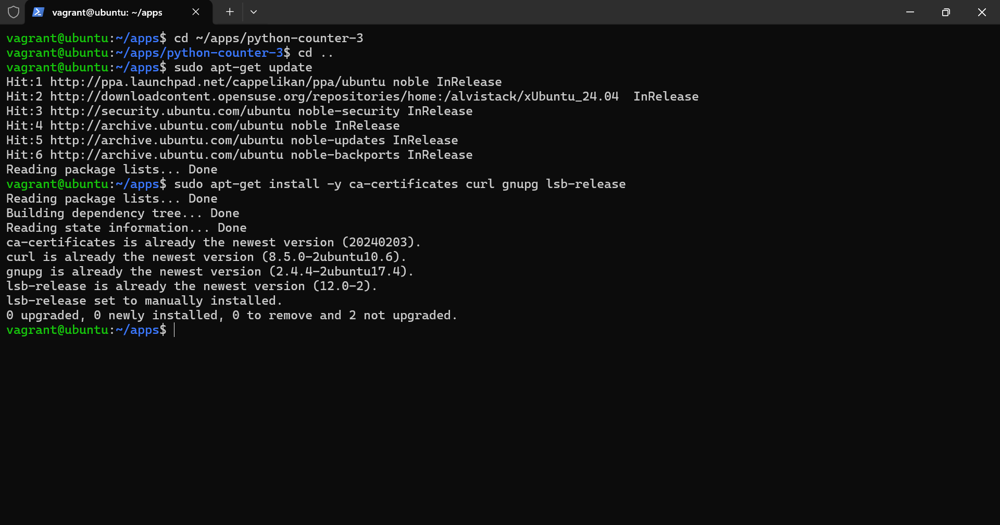 vagrant@ubuntu: ~/apps
vagrant@ubuntu:~/apps$ cd ~/apps/python-counter-3
vagrant@ubuntu:~/apps/python-counter-3$ cd ..
vagrant@ubuntu:~/apps$ sudo apt-get update
Hit:1 http://ppa.launchpad.net/cappelikan/ppa/ubuntu noble InRelease
Hit:2 http://downloadcontent.opensuse.org/repositories/home:/alvistack/xUbuntu_24.04  InRelease
Hit:3 http://security.ubuntu.com/ubuntu noble-security InRelease
Hit:4 http://archive.ubuntu.com/ubuntu noble InRelease
Hit:5 http://archive.ubuntu.com/ubuntu noble-updates InRelease
Hit:6 http://archive.ubuntu.com/ubuntu noble-backports InRelease
Reading package lists... Done
vagrant@ubuntu:~/apps$ sudo apt-get install -y ca-certificates curl gnupg lsb-release
Reading package lists... Done
Building dependency tree... Done
Reading state information... Done
ca-certificates is already the newest version (20240203).
curl is already the newest version (8.5.0-2ubuntu10.6).
gnupg is already the newest version (2.4.4-2ubuntu17.4).
lsb-release is already the newest version (12.0-2).
lsb-release set to manually installed.
0 upgraded, 0 newly installed, 0 to remove and 2 not upgraded.
vagrant@ubuntu:~/apps$